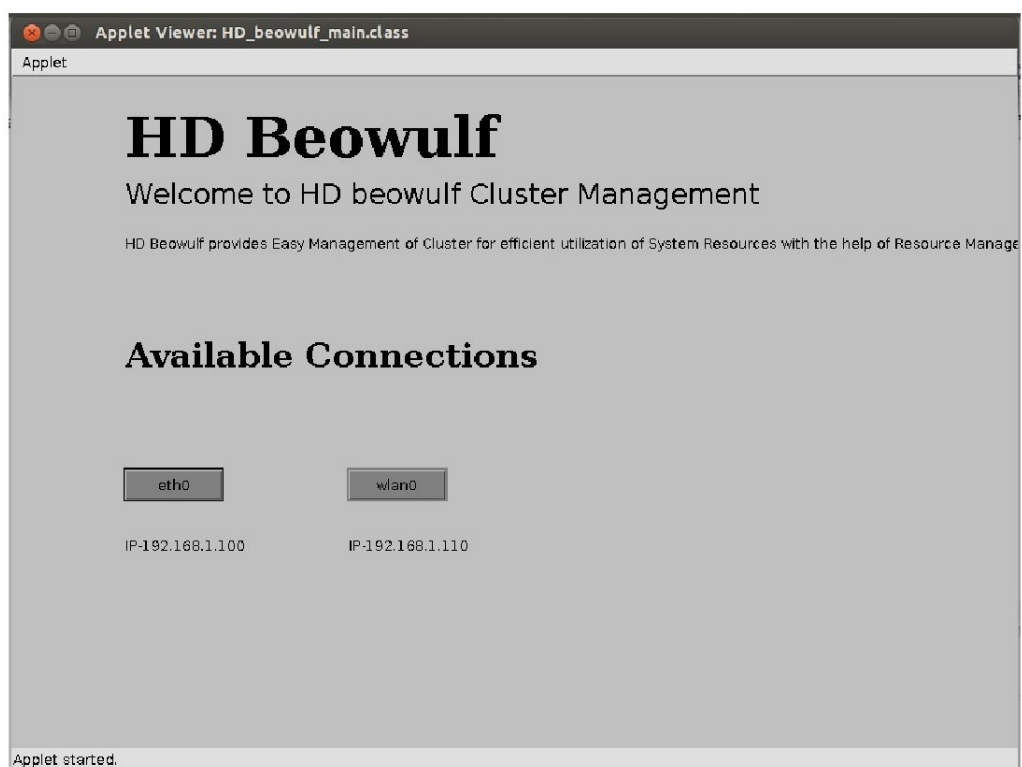 Applet Viewer: HD_beowulf_main.class
Applet
HD Beowulf
Welcome to HD beowulf Cluster Management
HD Beowulf provides Easy Management of Cluster for efficient utilization of System Resources with the help of Resource Manage
Available Connections
eth0 wlan0
IP-192.168.1.100 IP-192.168.1.110
Applet started.